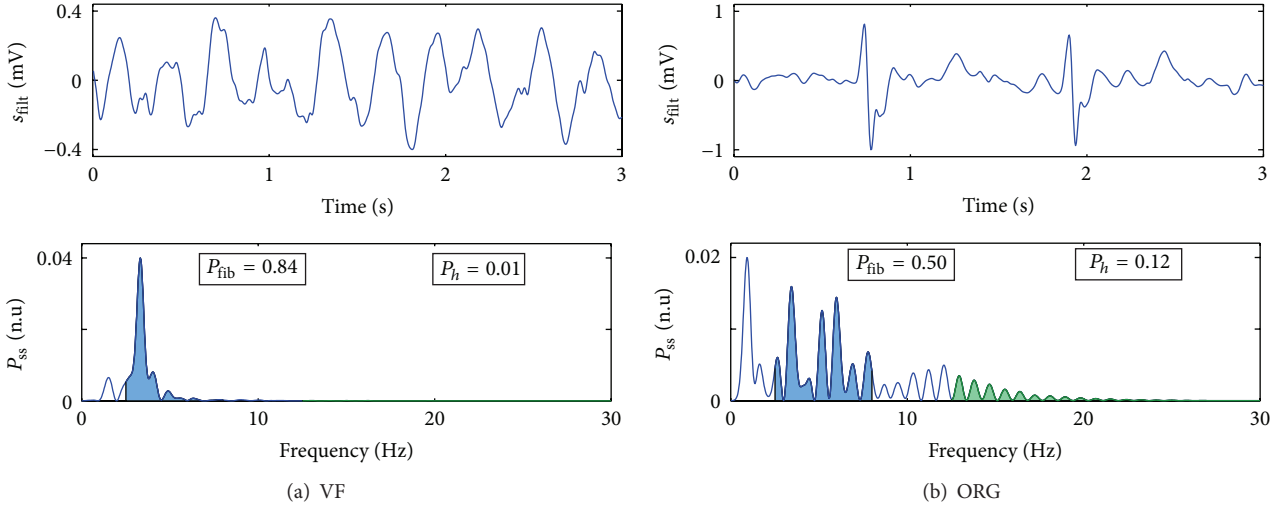 0.4
0
−0.4
s_filt (mV)
0 1 2 3
Time (s)
1
0
−1
s_filt (mV)
0 1 2 3
Time (s)
0.04
0
P_ss (n.u)
P_fib = 0.84
P_h = 0.01
0 10 20 30
Frequency (Hz)
(a) VF
0.02
0
P_ss (n.u)
P_fib = 0.50
P_h = 0.12
0 10 20 30
Frequency (Hz)
(b) ORG